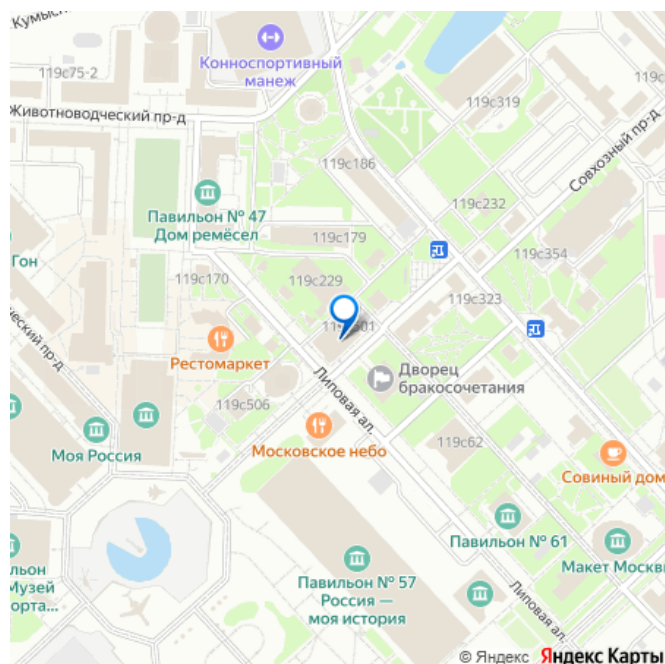 Кумыс
Конноспортивный
манеж
119с75-2
119с319
Животноводческий пр-д
Совхозный пр-д
119с186
Павильон № 47
Дом ремёсел
119с232
119с179
Гон
119с354
119с170
119с229
119с323
ческий пр-д
Рестомаркет
Дворец
бракосочетания
Липовая ал.
119с506
119с62
Моя Россия
Московское небо
Совиный дом
Павильон № 61
Макет Москвы
вильон
Музей
орта...
Павильон № 57
Россия —
моя история
Липовая ал.
© Яндекс Яндекс Карты